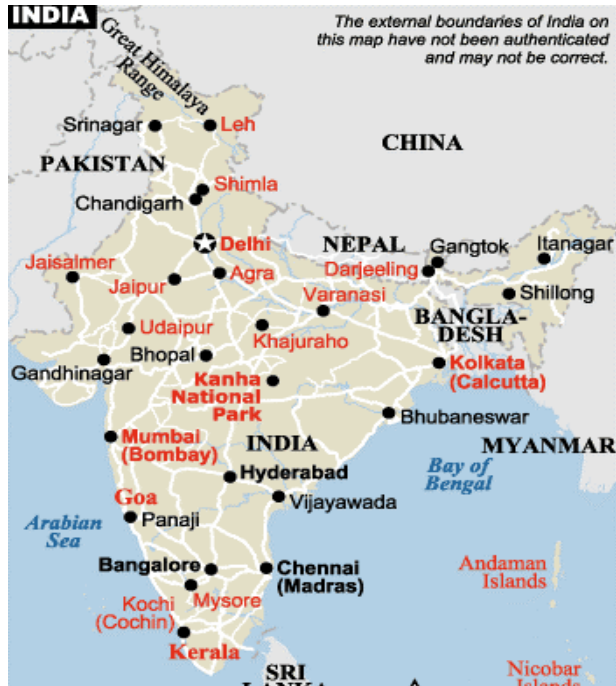 INDIA
The external boundaries of India on
this map have not been authenticated
and may not be correct.
Great Himalaya
Range
Srinagar
Leh
CHINA
PAKISTAN
Shimla
Chandigarh
Delhi
NEPAL
Gangtok
Itanagar
Jaisalmer
Jaipur
Agra
Darjeeling
Varanasi
Shillong
BANGLA-
DESH
Udaipur
Khajuraho
Bhopal
Gandhinagar
Kolkata
(Calcutta)
Kanha
National
Park
Bhubaneswar
Mumbai
(Bombay)
INDIA
MYANMAR
Bay of
Bengal
Hyderabad
Goa
Vijayawada
Arabian
Sea
Panaji
Bangalore
Chennai
(Madras)
Andaman
Islands
Kochi
(Cochin)
Mysore
Kerala
SRI
LANKA
Nicobar
Islands